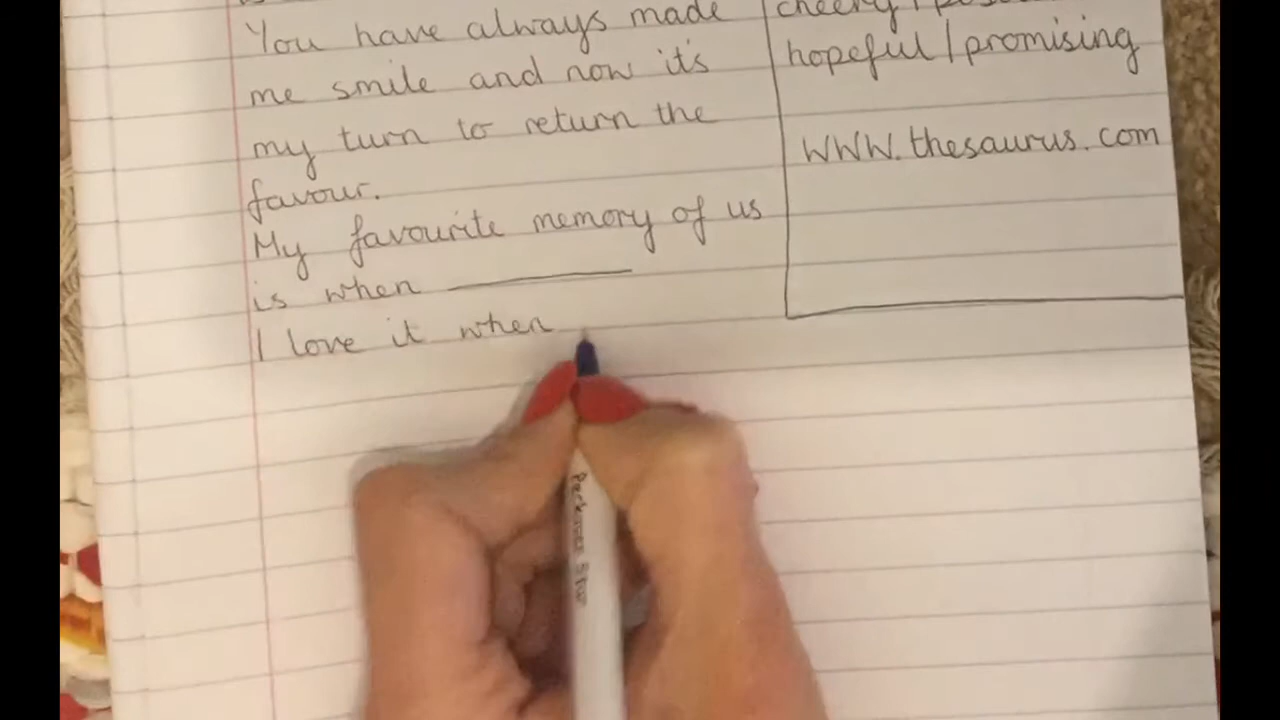 You have always made
me smile and now it's
my turn to return the
favour.
My favourite memory of us
is when
I love it when
cheery /
hopeful / promising
www.thesaurus.com